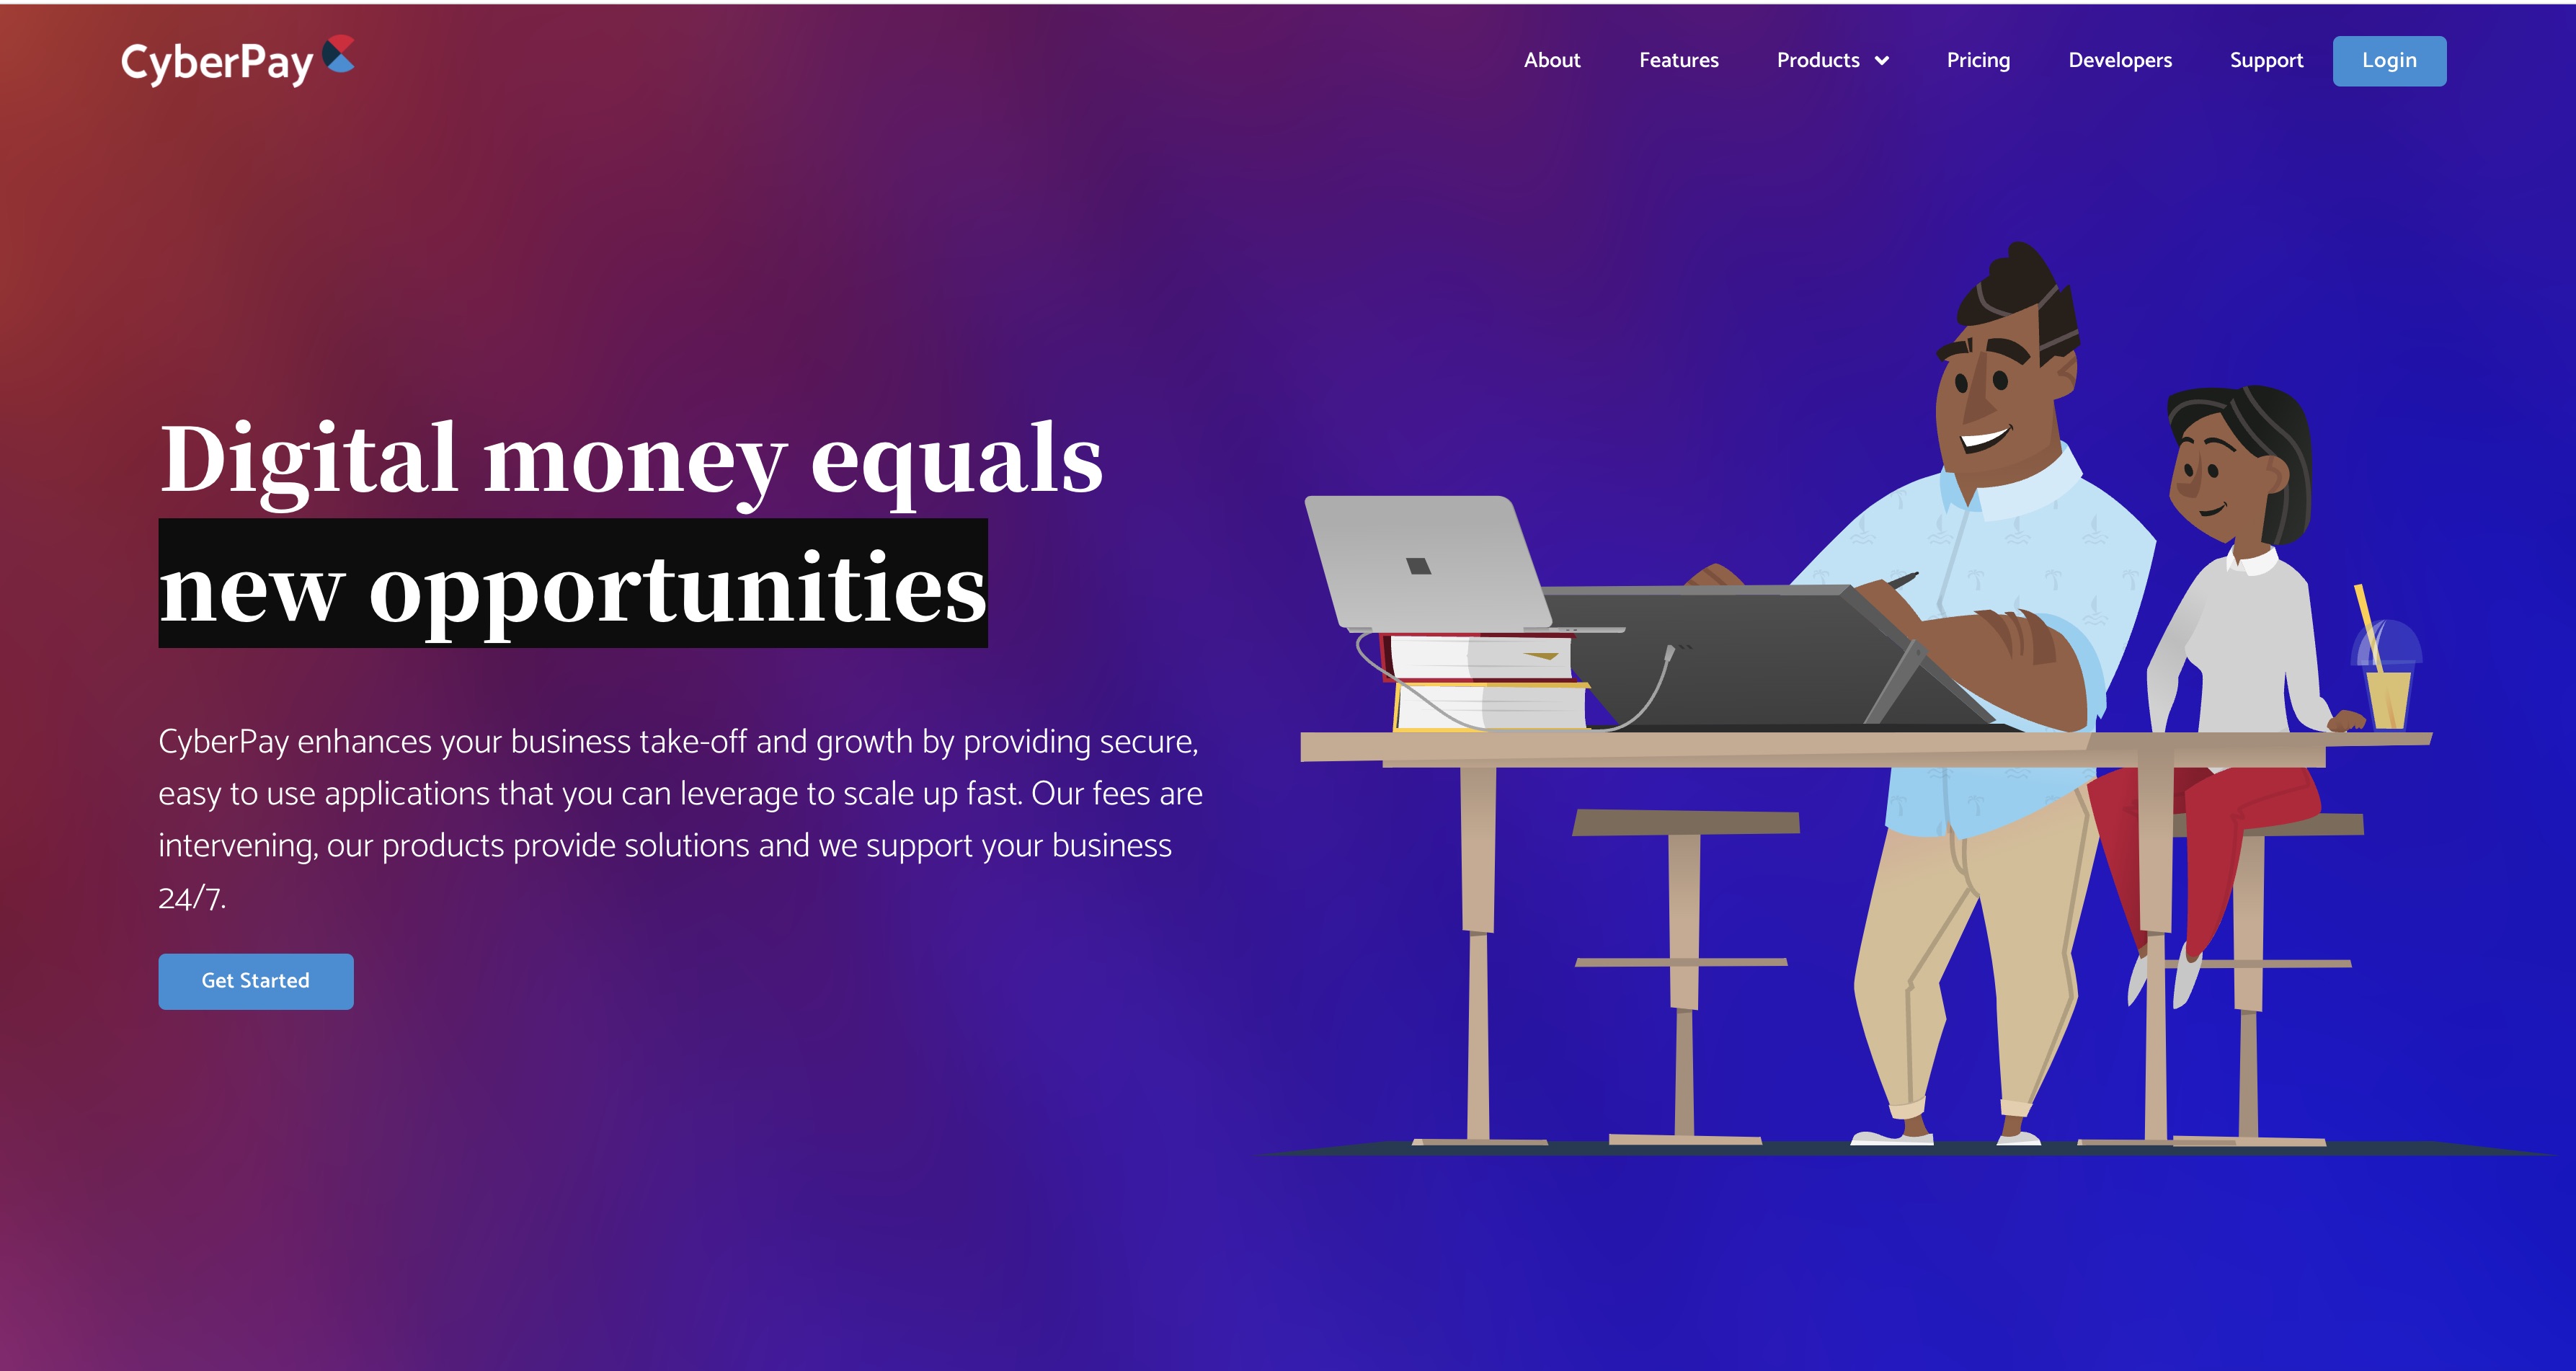 CyberPay
About Features Products Pricing Developers Support Login
Digital money equals
new opportunities
CyberPay enhances your business take-off and growth by providing secure,
easy to use applications that you can leverage to scale up fast. Our fees are
intervening, our products provide solutions and we support your business
24/7.
Get Started